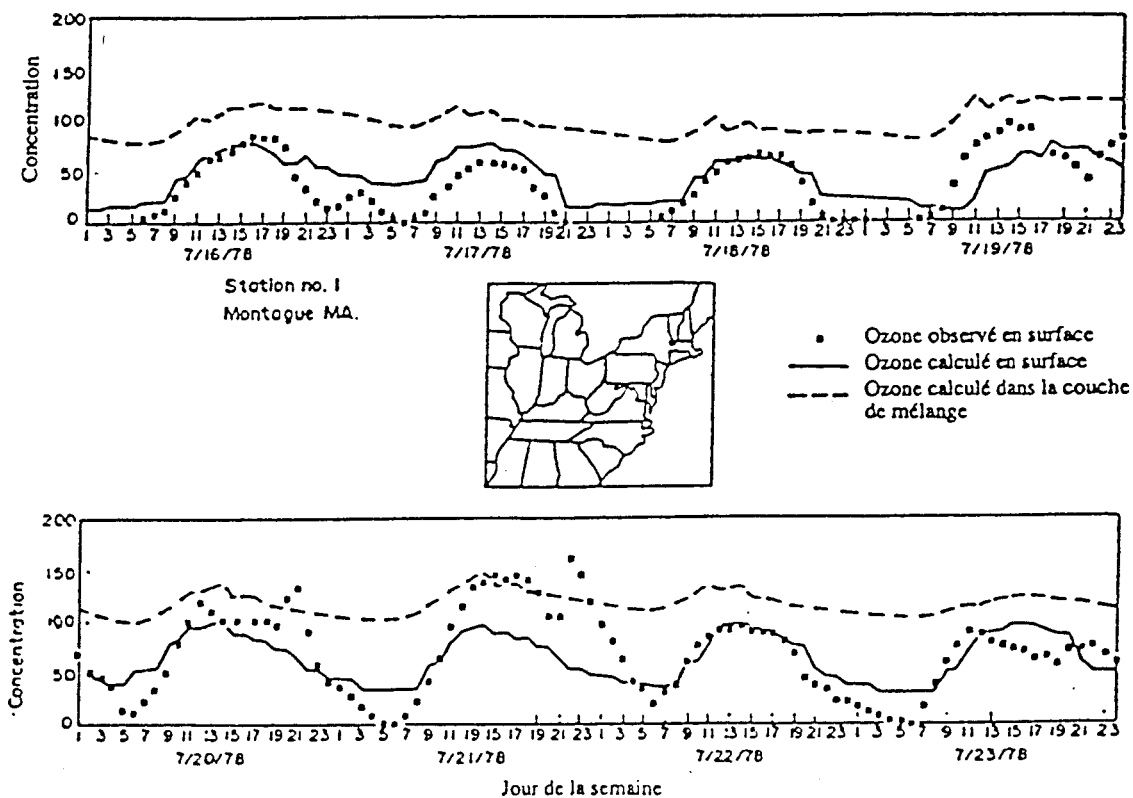 200
150
100
50
0
Concentration
1 3 5 7 9 11 13 15 17 19 21 23 1 3 5 7 9 11 13 15 17 19 21 23 1 3 5 7 9 11 13 15 17 19 21 23 1 3 5 7 9 11 13 15 17 19 21 23
7/16/78 7/17/78 7/18/78 7/19/78
Station no. 1
Montague MA.
Ozone observé en surface
Ozone calculé en surface
Ozone calculé dans la couche
de mélange
200
150
100
50
0
Concentration
1 3 5 7 9 11 13 15 17 19 21 23 1 3 5 7 9 11 13 15 17 19 21 23 1 3 5 7 9 11 13 15 17 19 21 23 1 3 5 7 9 11 13 15 17 19 21 23
7/20/78 7/21/78 7/22/78 7/23/78
Jour de la semaine